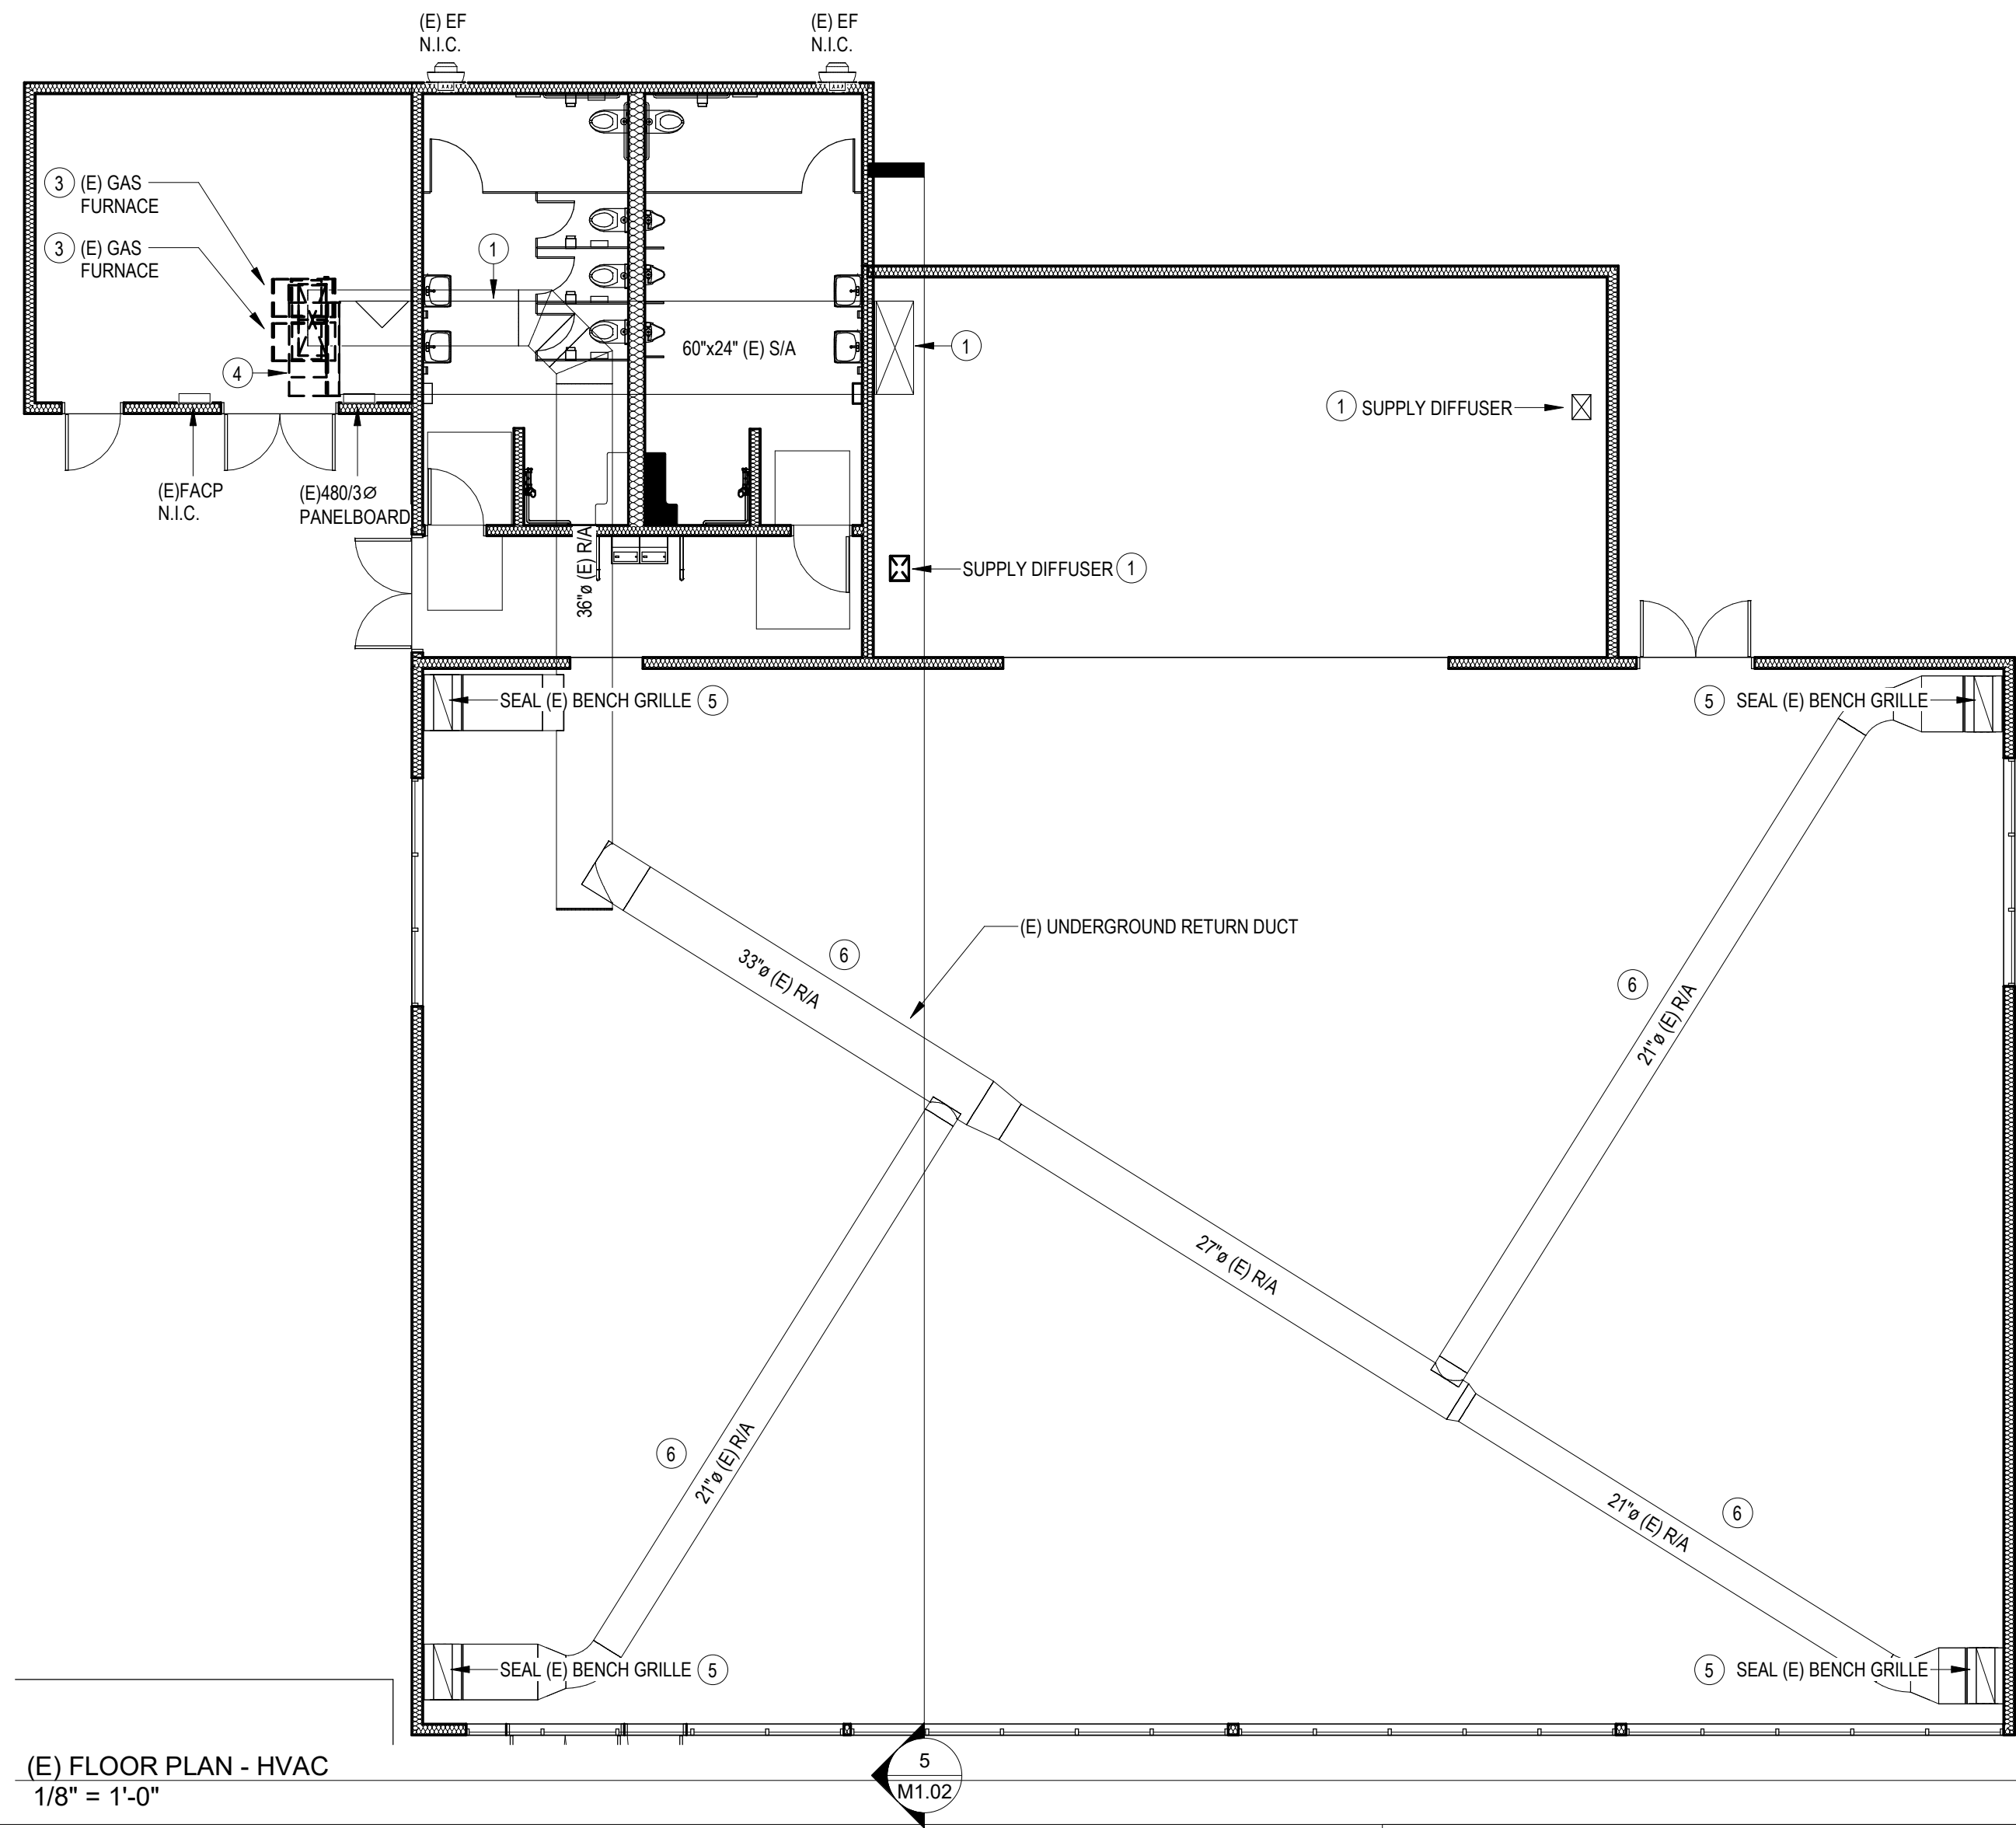 (E) EF
N.I.C.
(E) EF
N.I.C.
3 (E) GAS
FURNACE
3 (E) GAS
FURNACE
1
4
60"x24" (E) S/A
1
1 SUPPLY DIFFUSER
(E)FACP
N.I.C.
(E)480/3Ø
PANELBOARD
36"ø (E) R/A
SUPPLY DIFFUSER 1
SEAL (E) BENCH GRILLE 5
5 SEAL (E) BENCH GRILLE
(E) UNDERGROUND RETURN DUCT
6
33"ø (E) R/A
6
21"ø (E) R/A
27"ø (E) R/A
6
21"ø (E) R/A
6
21"ø (E) R/A
SEAL (E) BENCH GRILLE 5
5 SEAL (E) BENCH GRILLE
(E) FLOOR PLAN - HVAC
1/8" = 1'-0"
5
M1.02